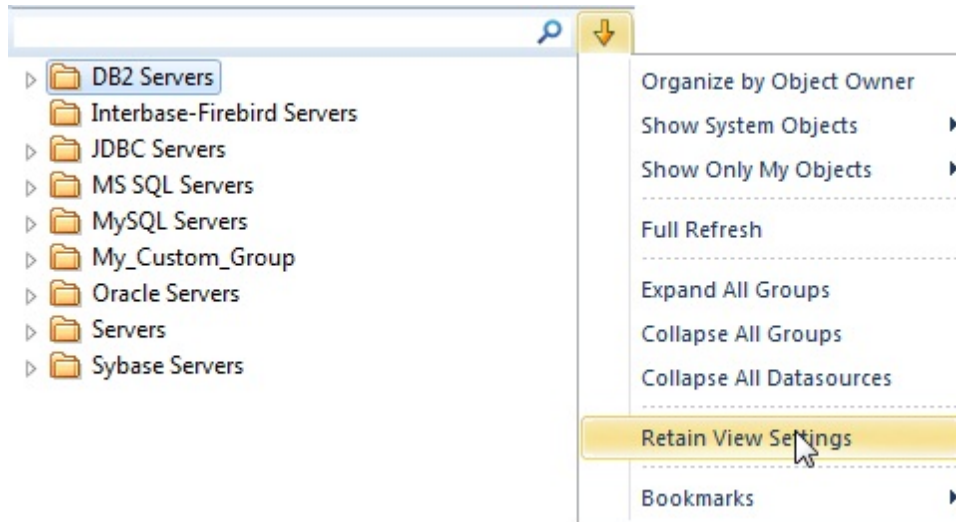 DB2 Servers
Interbase-Firebird Servers
JDBC Servers
MS SQL Servers
MySQL Servers
My_Custom_Group
Oracle Servers
Servers
Sybase Servers
Organize by Object Owner
Show System Objects
Show Only My Objects
Full Refresh
Expand All Groups
Collapse All Groups
Collapse All Datasources
Retain View Settings
Bookmarks